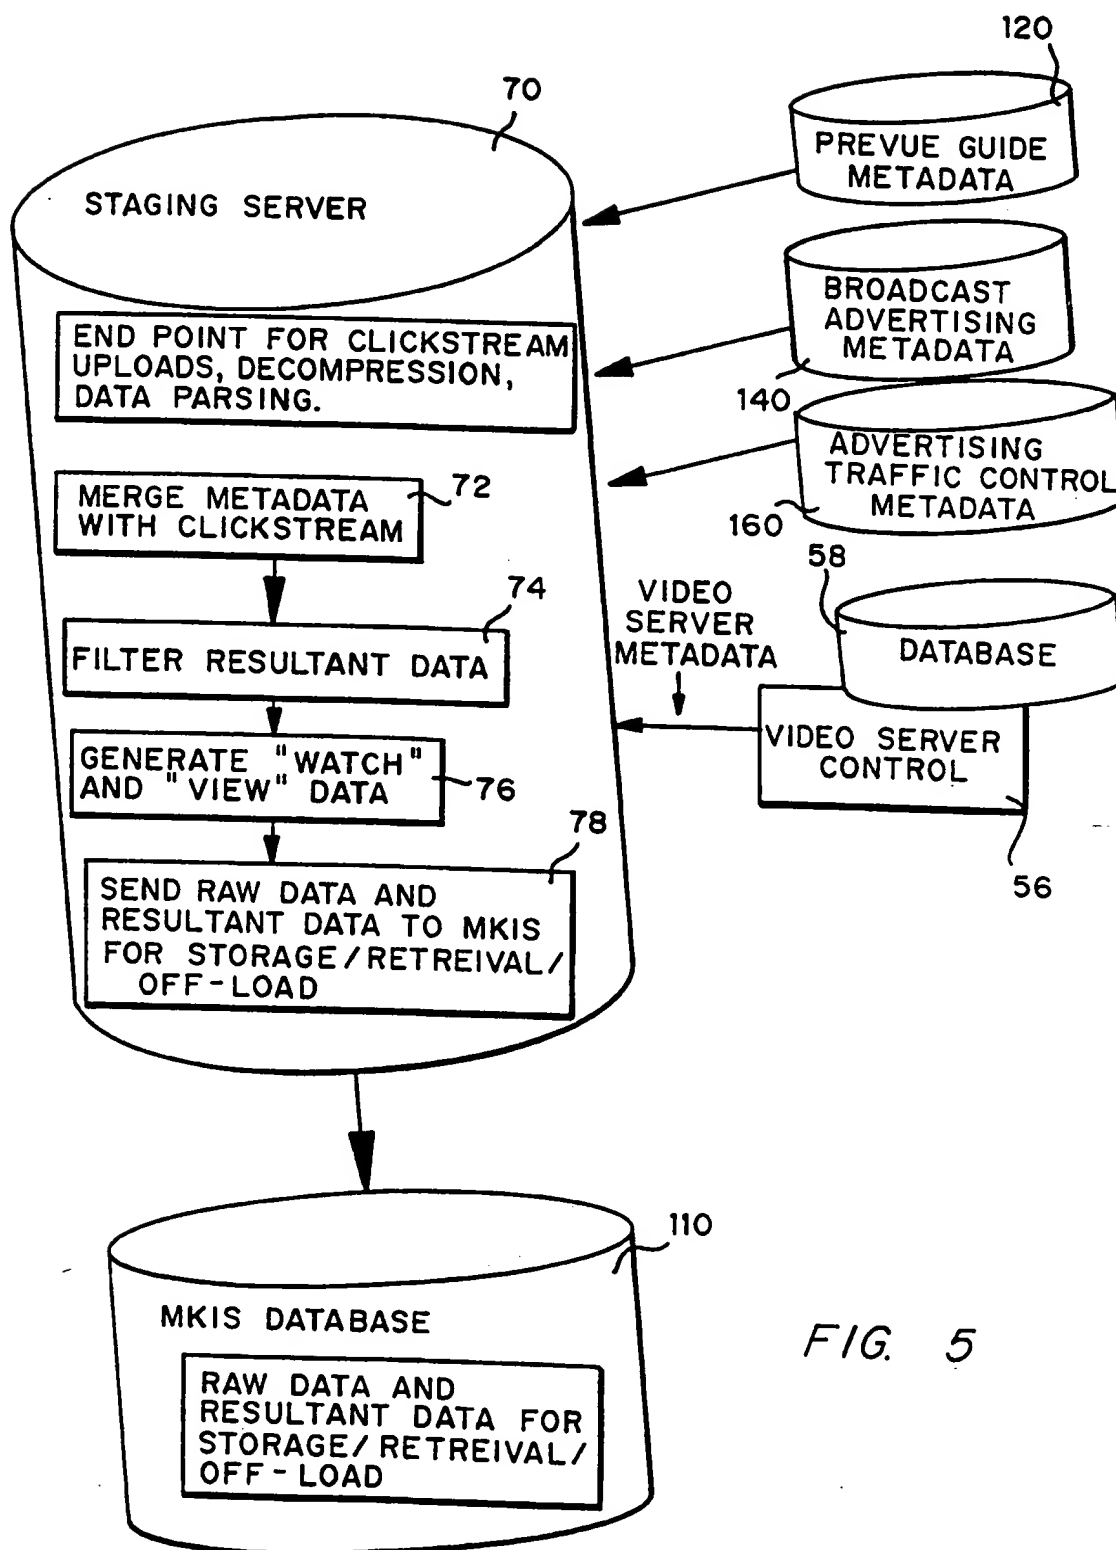 120
70
PREVUE GUIDE
METADATA
STAGING SERVER
BROADCAST
ADVERTISING
METADATA
140
END POINT FOR CLICKSTREAM
UPLOADS, DECOMPRESSION,
DATA PARSING.
ADVERTISING
TRAFFIC CONTROL
METADATA
160
MERGE METADATA
WITH CLICKSTREAM
72
58
DATABASE
VIDEO
SERVER
METADATA
74
FILTER RESULTANT DATA
VIDEO SERVER
CONTROL
56
GENERATE "WATCH"
AND "VIEW" DATA
76
78
SEND RAW DATA AND
RESULTANT DATA TO MKIS
FOR STORAGE/RETREIVAL/
OFF-LOAD
110
MKIS DATABASE
RAW DATA AND
RESULTANT DATA FOR
STORAGE/RETREIVAL/
OFF-LOAD
FIG. 5